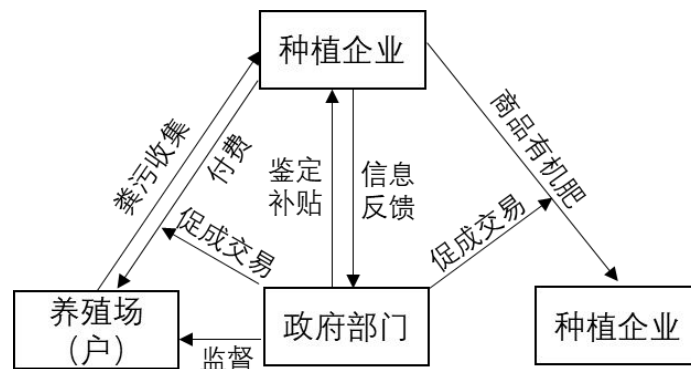 种植企业
粪污收集
付费
鉴定
补贴
信息
反馈
商品有机肥
促成交易
促成交易
养殖场
（户）
政府部门
种植企业
监督